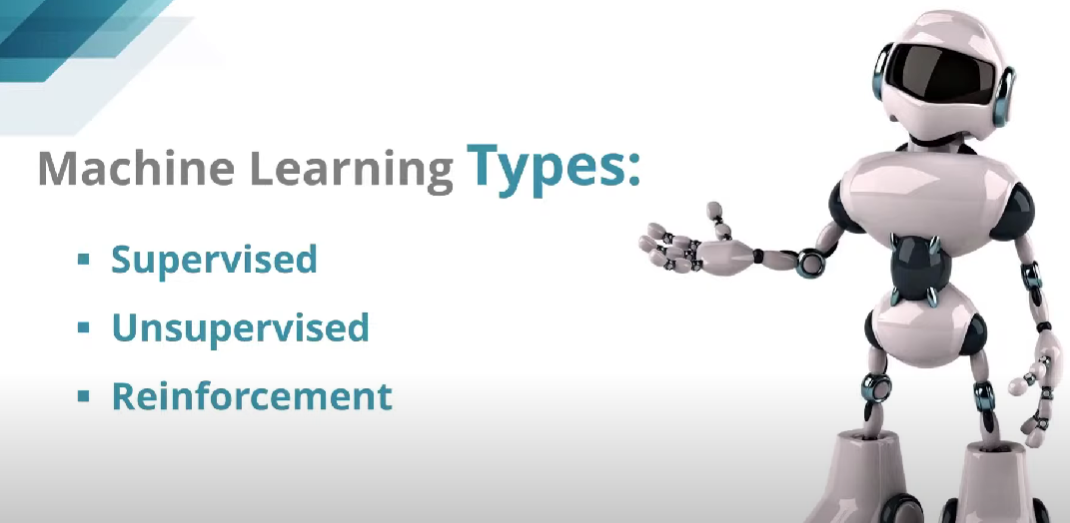 Machine Learning Types:
▪ Supervised
▪ Unsupervised
▪ Reinforcement